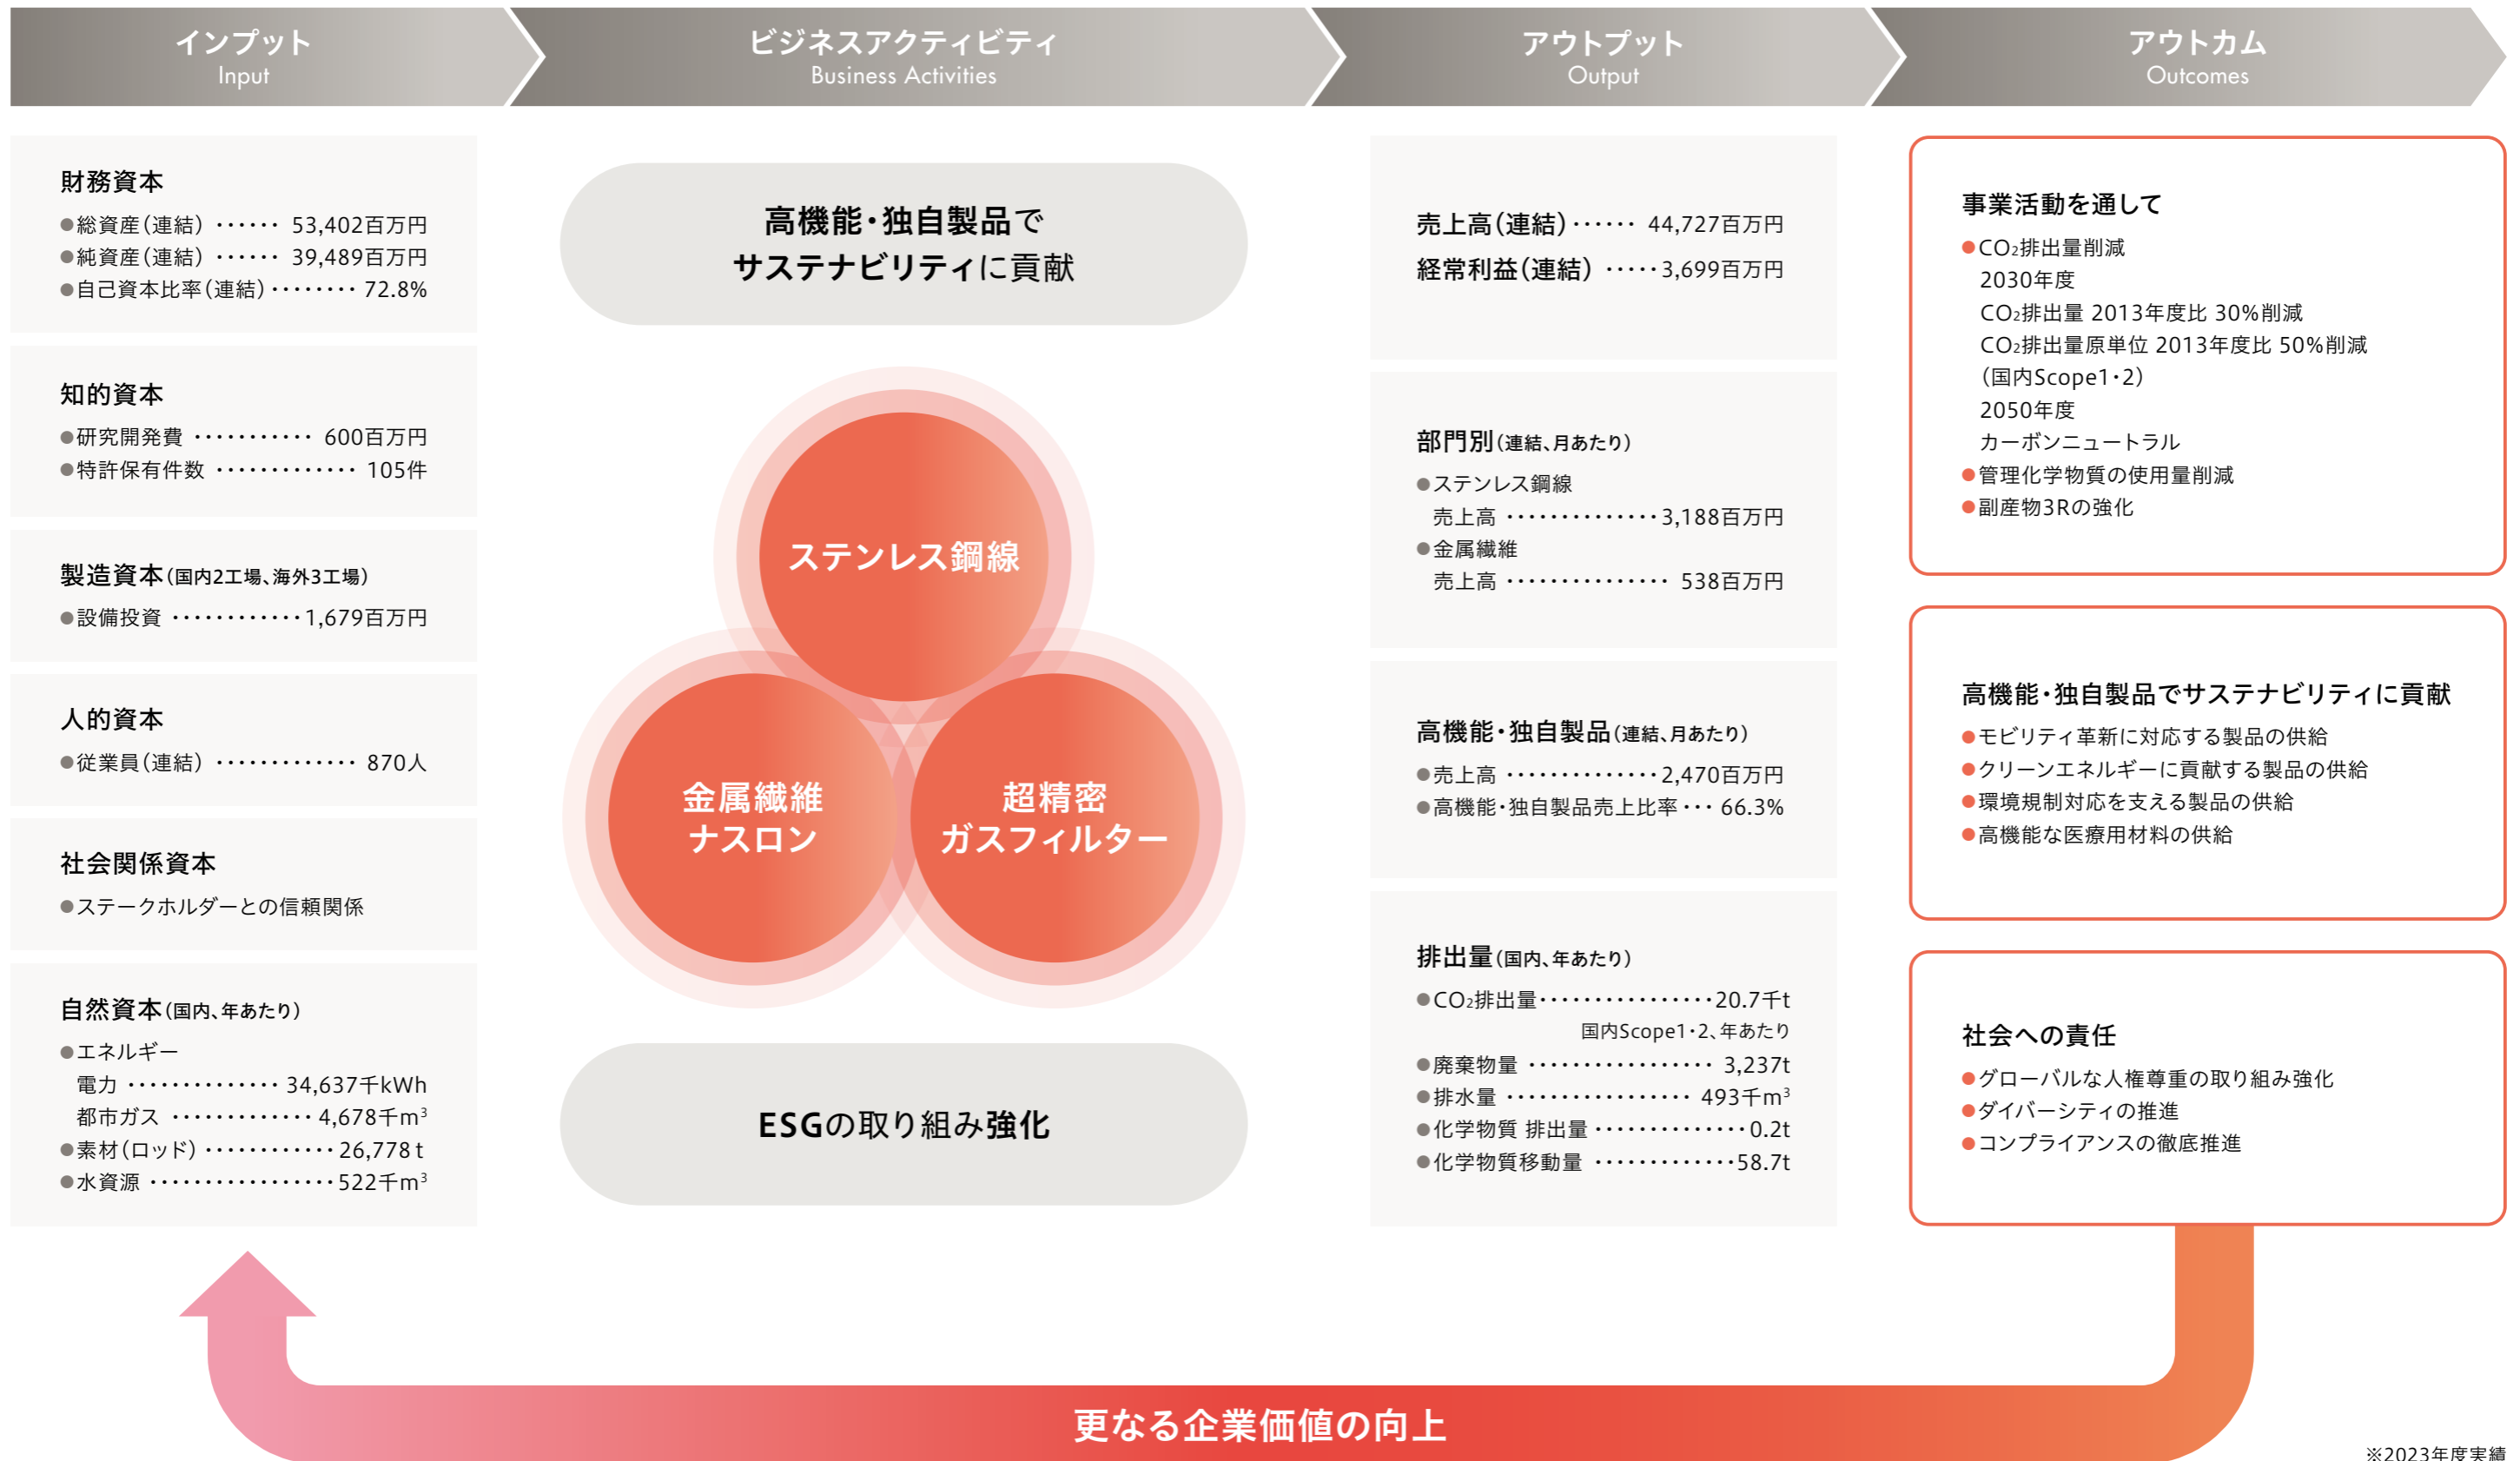 インプット
Input
ビジネスアクティビティ
Business Activities
アウトプット
Output
アウトカム
Outcomes
財務資本
●総資産(連結) ‥‥‥ 53,402百万円
●純資産(連結) ‥‥‥ 39,489百万円
●自己資本比率(連結)‥‥‥‥ 72.8%
知的資本
●研究開発費 ‥‥‥‥‥‥ 600百万円
●特許保有件数 ‥‥‥‥‥‥‥ 105件
製造資本(国内2工場、海外3工場)
●設備投資 ‥‥‥‥‥‥1,679百万円
人的資本
●従業員(連結) ‥‥‥‥‥‥‥ 870人
社会関係資本
●ステークホルダーとの信頼関係
自然資本(国内、年あたり)
●エネルギー
電力 ‥‥‥‥‥‥‥ 34,637千kWh
都市ガス ‥‥‥‥‥‥‥ 4,678千m³
●素材(ロッド)‥‥‥‥‥‥26,778 t
●水資源 ‥‥‥‥‥‥‥‥‥522千m³
高機能・独自製品で
サステナビリティに貢献
ステンレス鋼線
金属繊維
ナスロン
超精密
ガスフィルター
ESGの取り組み強化
売上高(連結)‥‥‥ 44,727百万円
経常利益(連結) ‥‥‥3,699百万円
部門別(連結、月あたり)
●ステンレス鋼線
売上高 ‥‥‥‥‥‥‥3,188百万円
●金属繊維
売上高 ‥‥‥‥‥‥‥‥ 538百万円
高機能・独自製品(連結、月あたり)
●売上高 ‥‥‥‥‥‥‥2,470百万円
●高機能・独自製品売上比率‥‥ 66.3%
排出量(国内、年あたり)
●CO₂排出量‥‥‥‥‥‥‥‥20.7千t
国内Scope1・2、年あたり
●廃棄物量 ‥‥‥‥‥‥‥‥‥ 3,237t
●排水量 ‥‥‥‥‥‥‥‥‥ 493千m³
●化学物質 排出量 ‥‥‥‥‥‥‥0.2t
●化学物質移動量 ‥‥‥‥‥‥‥58.7t
事業活動を通して
●CO₂排出量削減
2030年度
CO₂排出量 2013年度比 30%削減
CO₂排出量原単位 2013年度比 50%削減
(国内Scope1・2)
2050年度
カーボンニュートラル
●管理化学物質の使用量削減
●副産物3Rの強化
高機能・独自製品でサステナビリティに貢献
●モビリティ革新に対応する製品の供給
●クリーンエネルギーに貢献する製品の供給
●環境規制対応を支える製品の供給
●高機能な医療用材料の供給
社会への責任
●グローバルな人権尊重の取り組み強化
●ダイバーシティの推進
●コンプライアンスの徹底推進
更なる企業価値の向上
※2023年度実績